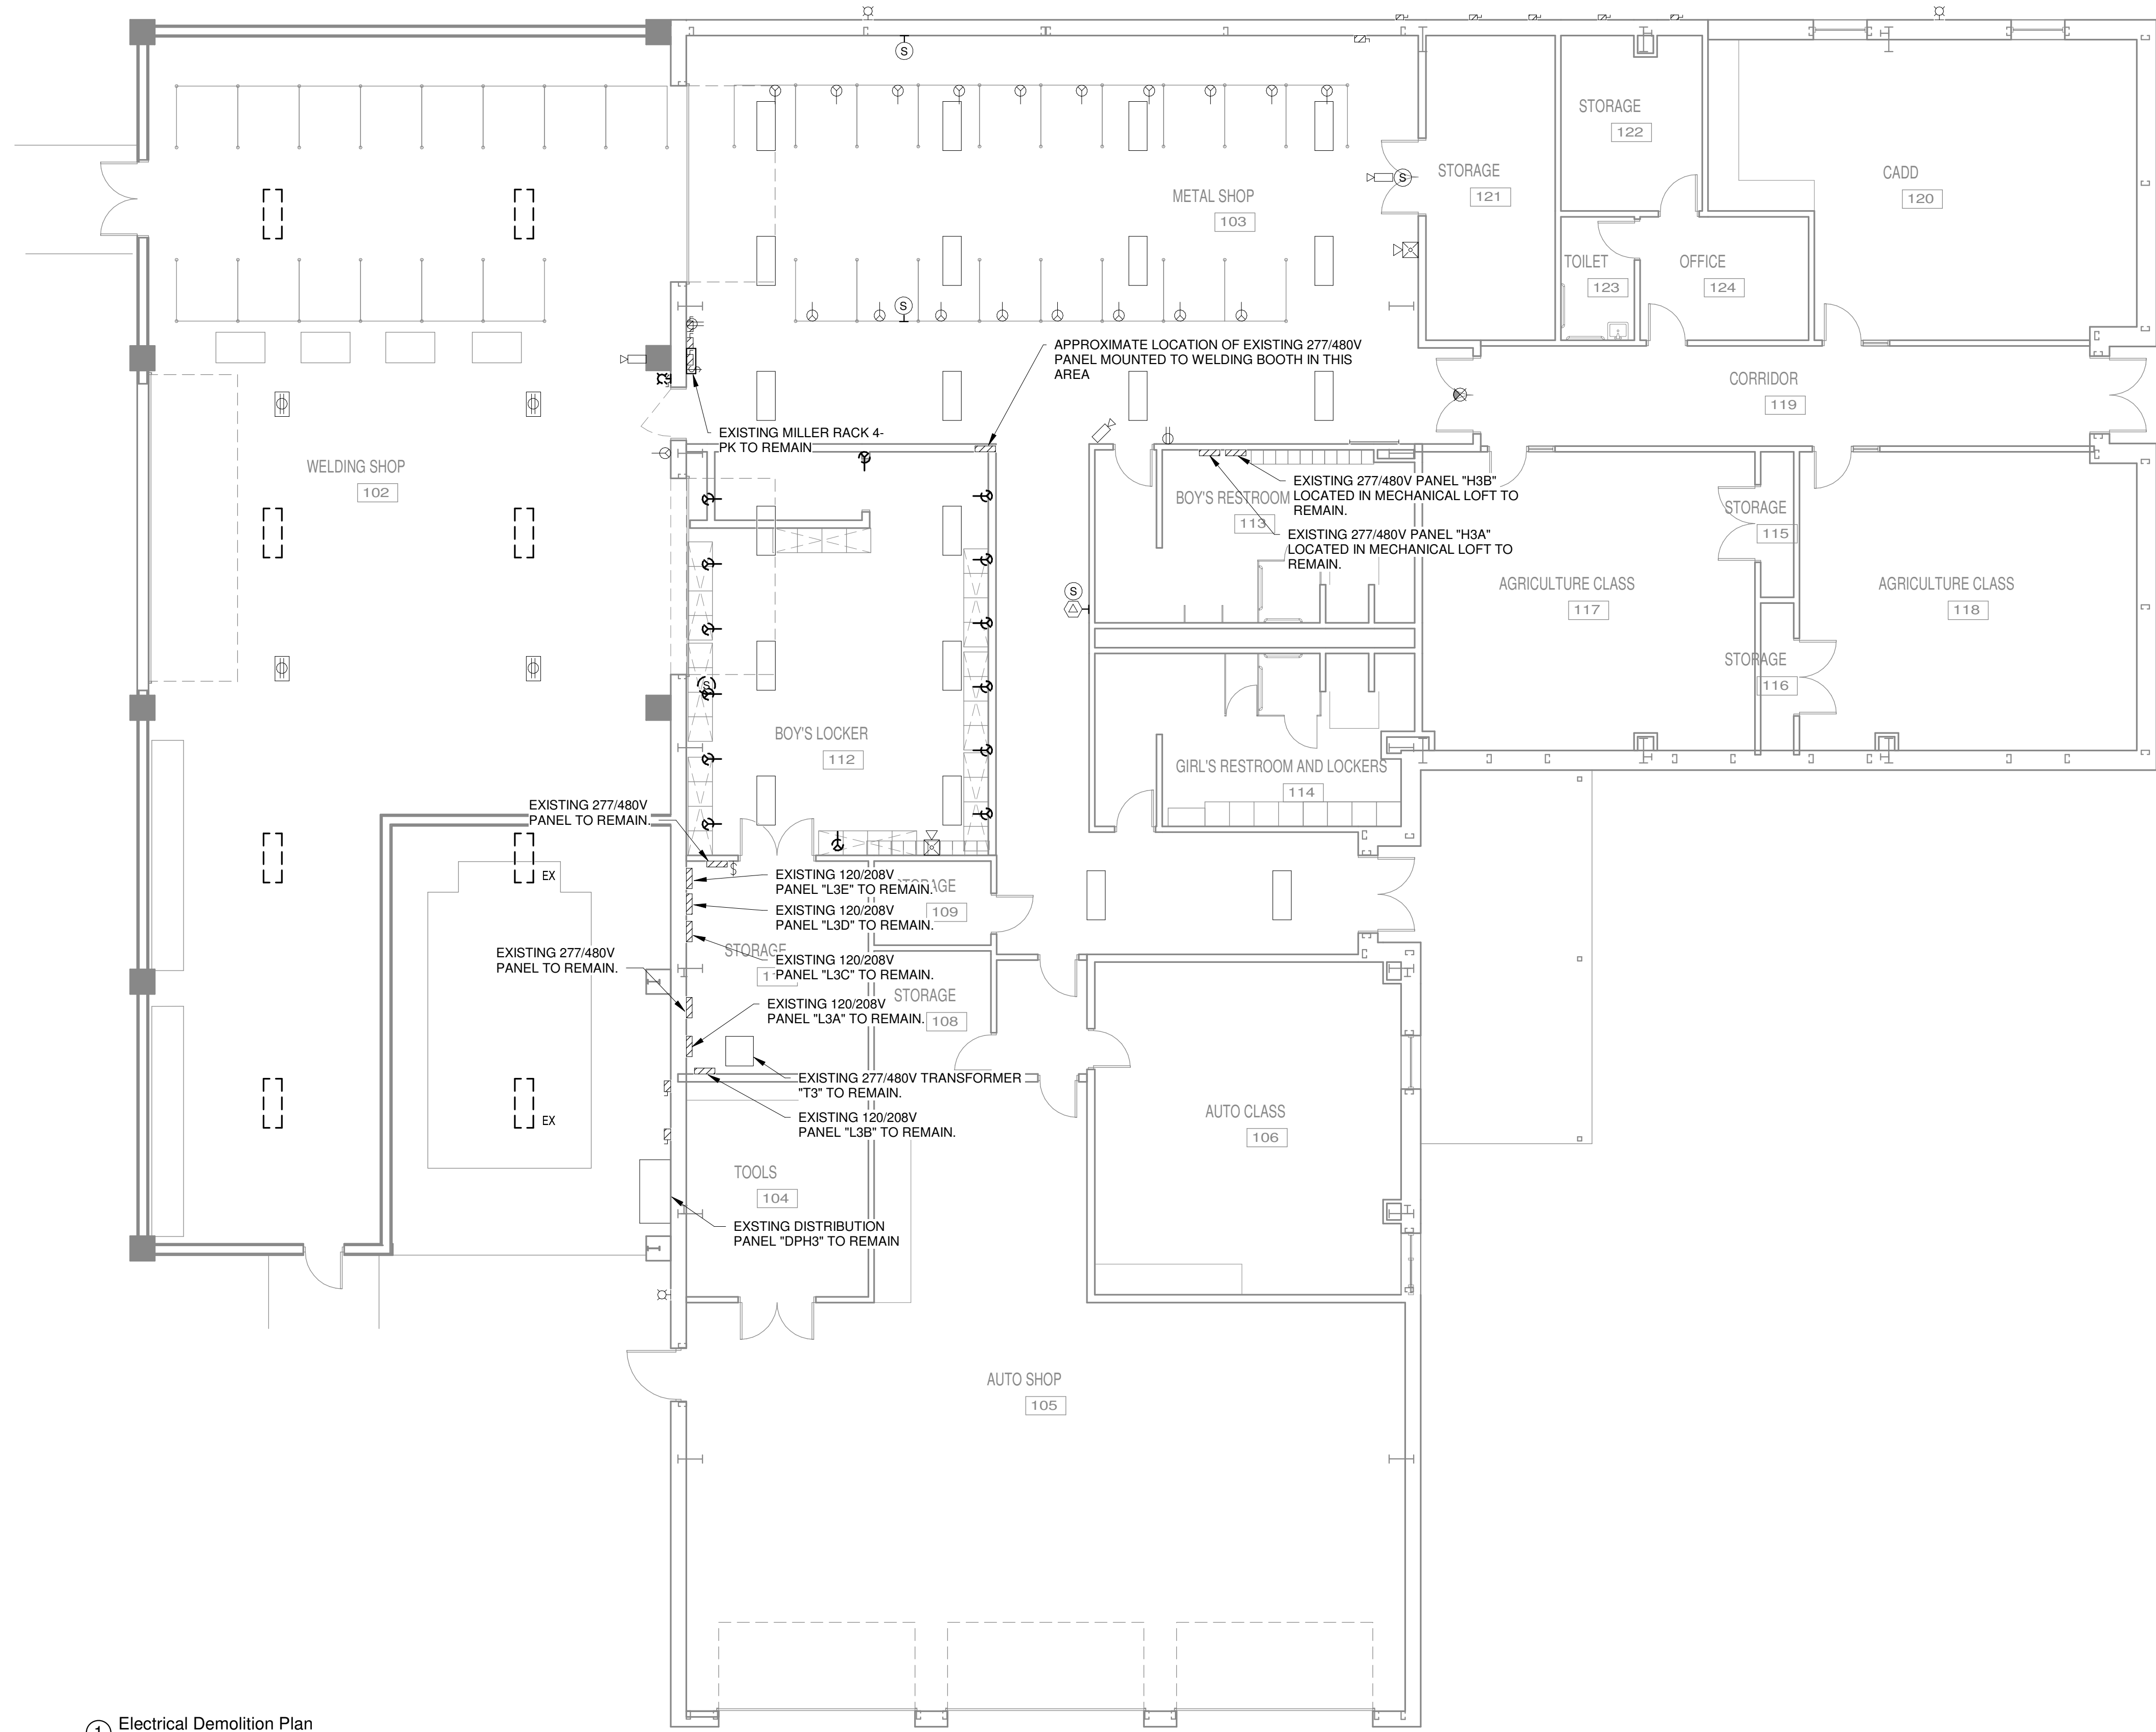 S
STORAGE
122
STORAGE
121
S
CADD
120
METAL SHOP
103
TOILET
123
OFFICE
124
S
APPROXIMATE LOCATION OF EXISTING 277/480V
PANEL MOUNTED TO WELDING BOOTH IN THIS
AREA
CORRIDOR
119
EXISTING MILLER RACK 4-
PK TO REMAIN
WELDING SHOP
102
EXISTING 277/480V PANEL "H3B"
LOCATED IN MECHANICAL LOFT TO
REMAIN.
BOY'S RESTROOM
113
EXISTING 277/480V PANEL "H3A"
LOCATED IN MECHANICAL LOFT TO
REMAIN.
STORAGE
115
AGRICULTURE CLASS
117
AGRICULTURE CLASS
118
S
STORAGE
116
S
BOY'S LOCKER
112
GIRL'S RESTROOM AND LOCKERS
114
EXISTING 277/480V
PANEL TO REMAIN.
$
EX
EXISTING 120/208V
PANEL "L3E" TO REMAIN.
STORAGE
109
EXISTING 120/208V
PANEL "L3D" TO REMAIN.
EXISTING 277/480V
PANEL TO REMAIN.
STORAGE
EXISTING 120/208V
PANEL "L3C" TO REMAIN.
STORAGE
108
EXISTING 120/208V
PANEL "L3A" TO REMAIN.
EXISTING 277/480V TRANSFORMER
"T3" TO REMAIN.
EX
EXISTING 120/208V
PANEL "L3B" TO REMAIN.
AUTO CLASS
106
TOOLS
104
EXSTING DISTRIBUTION
PANEL "DPH3" TO REMAIN
AUTO SHOP
105
1
Electrical Demolition Plan